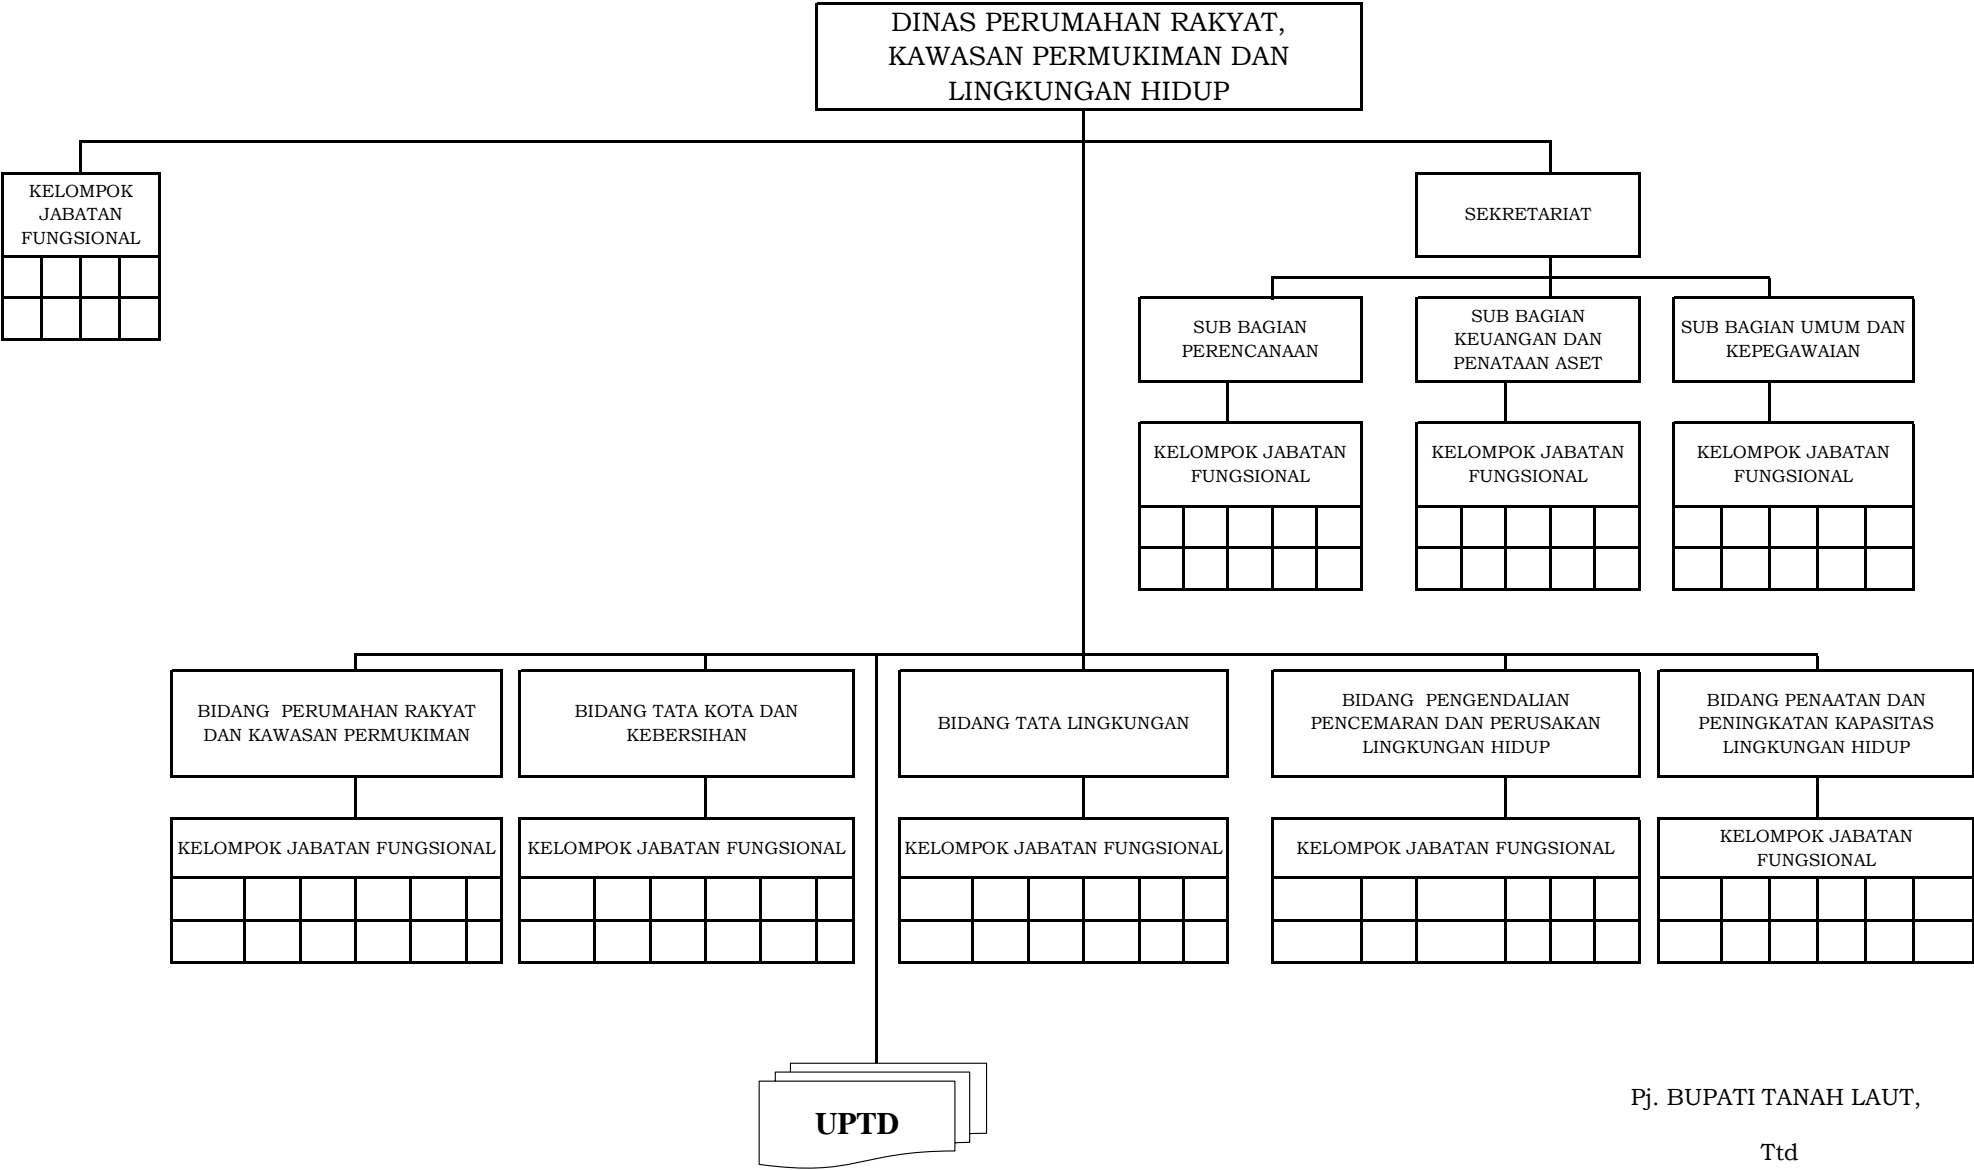 DINAS PERUMAHAN RAKYAT,
KAWASAN PERMUKIMAN DAN
LINGKUNGAN HIDUP
KELOMPOK
JABATAN
FUNGSIONAL
SEKRETARIAT
SUB BAGIAN
PERENCANAAN
SUB BAGIAN
KEUANGAN DAN
PENATAAN ASET
SUB BAGIAN UMUM DAN
KEPEGAWAIAN
KELOMPOK JABATAN
FUNGSIONAL
KELOMPOK JABATAN
FUNGSIONAL
KELOMPOK JABATAN
FUNGSIONAL
BIDANG  PERUMAHAN RAKYAT
DAN KAWASAN PERMUKIMAN
BIDANG TATA KOTA DAN
KEBERSIHAN
BIDANG TATA LINGKUNGAN
BIDANG  PENGENDALIAN
PENCEMARAN DAN PERUSAKAN
LINGKUNGAN HIDUP
BIDANG PENAATAN DAN
PENINGKATAN KAPASITAS
LINGKUNGAN HIDUP
KELOMPOK JABATAN FUNGSIONAL
KELOMPOK JABATAN FUNGSIONAL
KELOMPOK JABATAN FUNGSIONAL
KELOMPOK JABATAN FUNGSIONAL
KELOMPOK JABATAN
FUNGSIONAL
UPTD
Pj. BUPATI TANAH LAUT,
Ttd